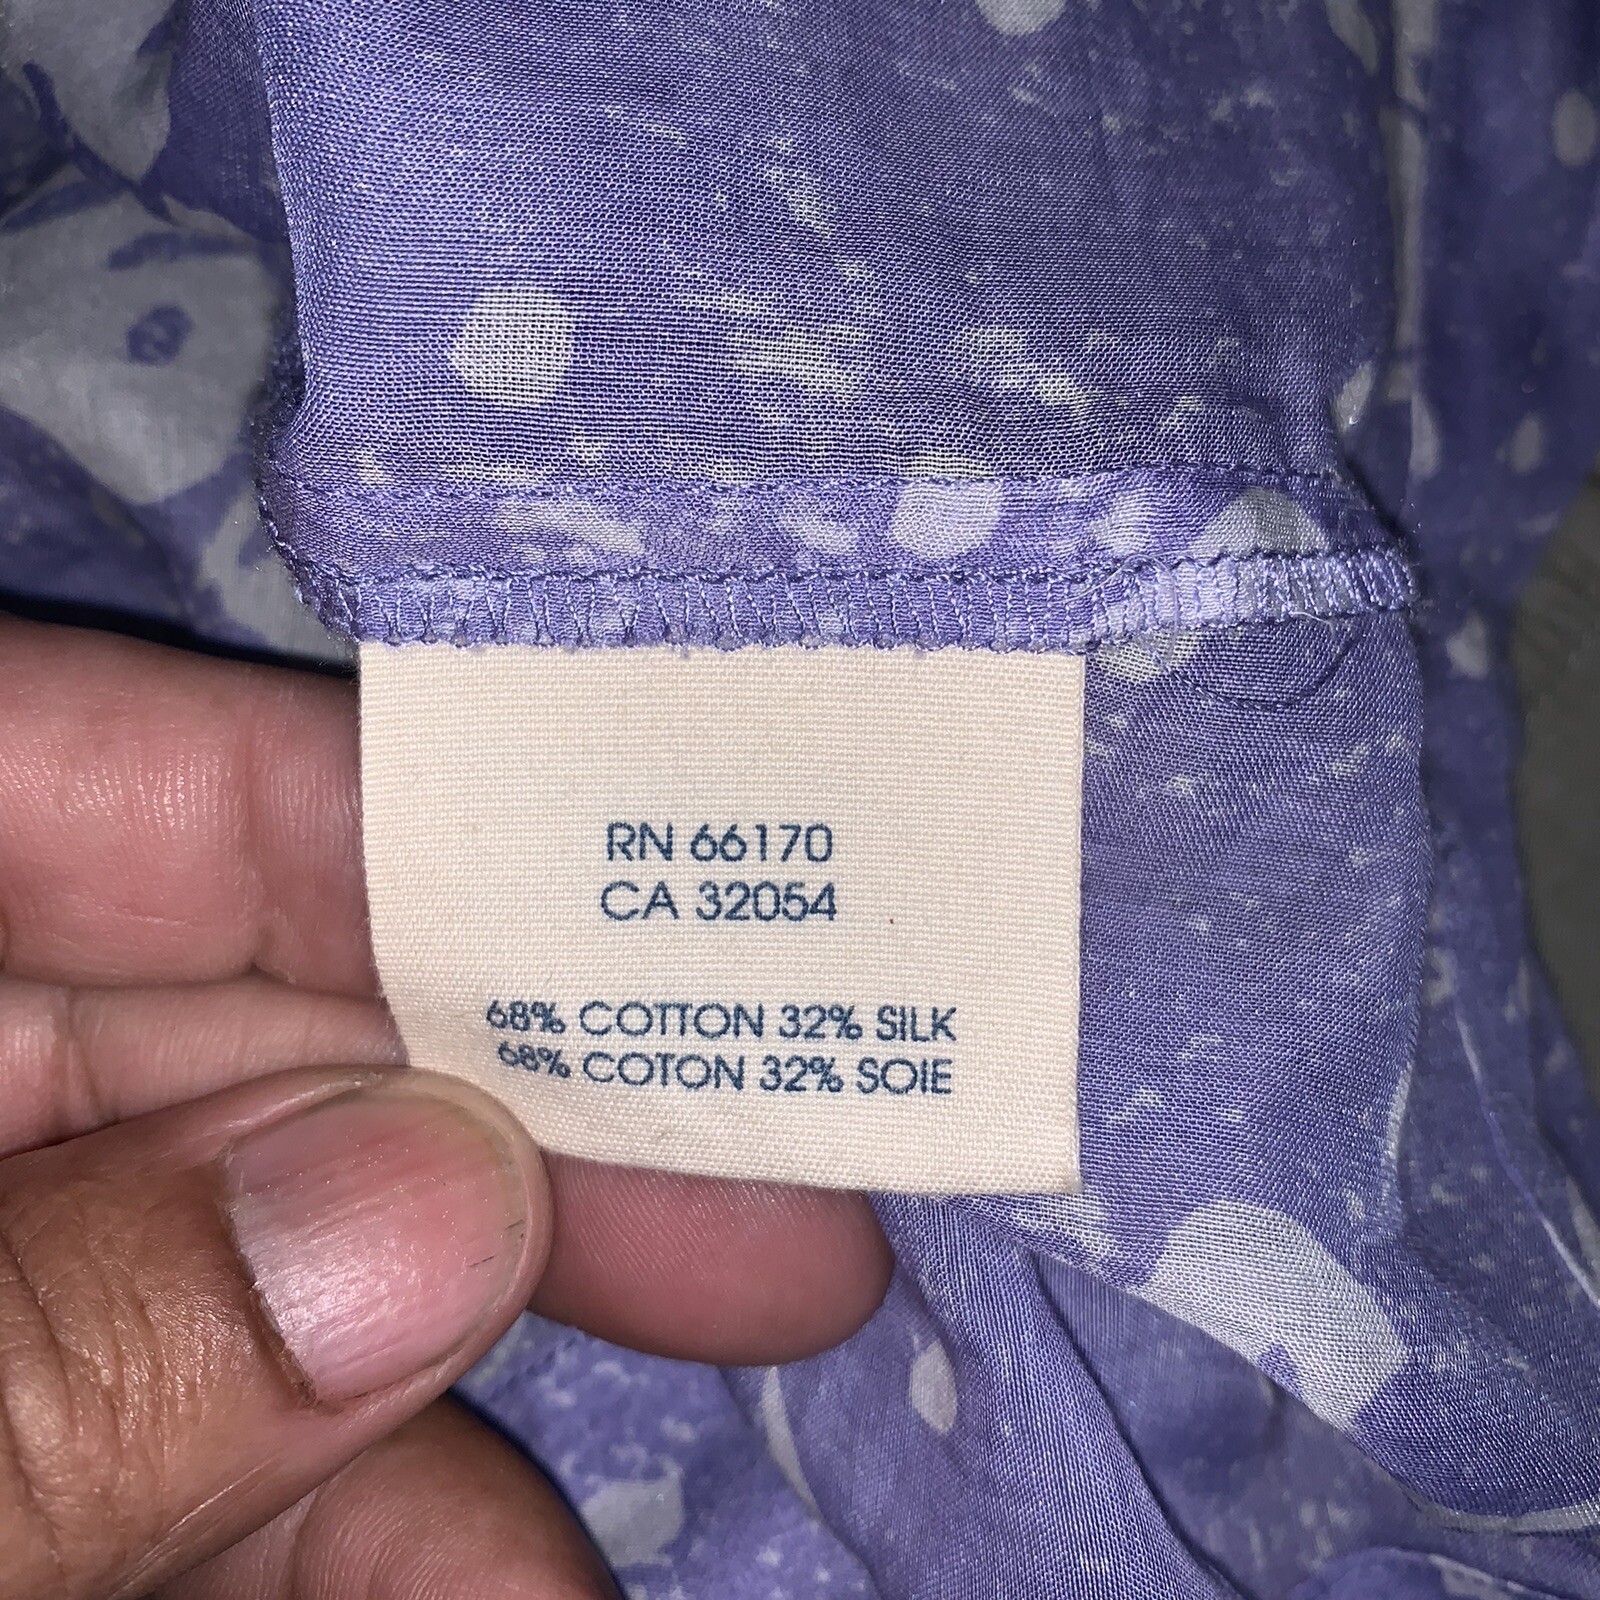 RN 66170
CA 32054
68% COTTON 32% SILK
68% COTON 32% SOIE